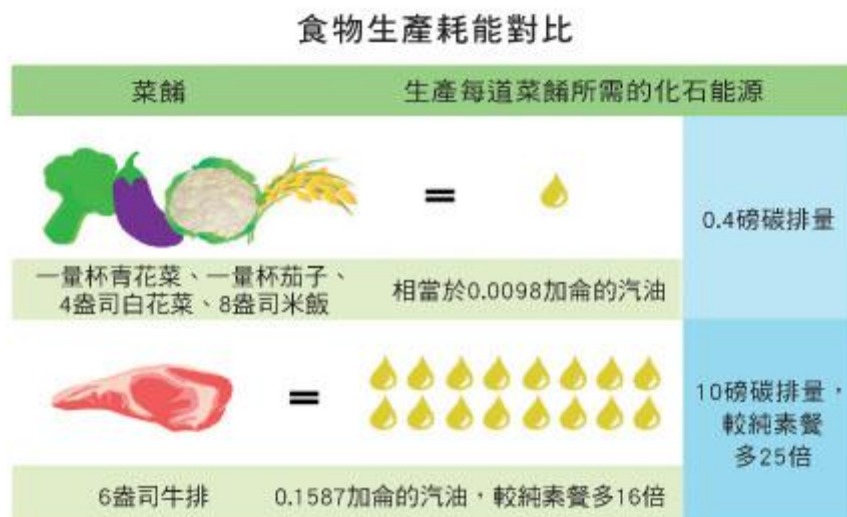 食物生產耗能對比
菜餚
生產每道菜餚所需的化石能源
=
0.4磅碳排量
一量杯青花菜、一量杯茄子、
4盎司白花菜、8盎司米飯
相當於0.0098加侖的汽油
=
10磅碳排量，
較純素餐
多25倍
6盎司牛排
0.1587加侖的汽油，較純素餐多16倍